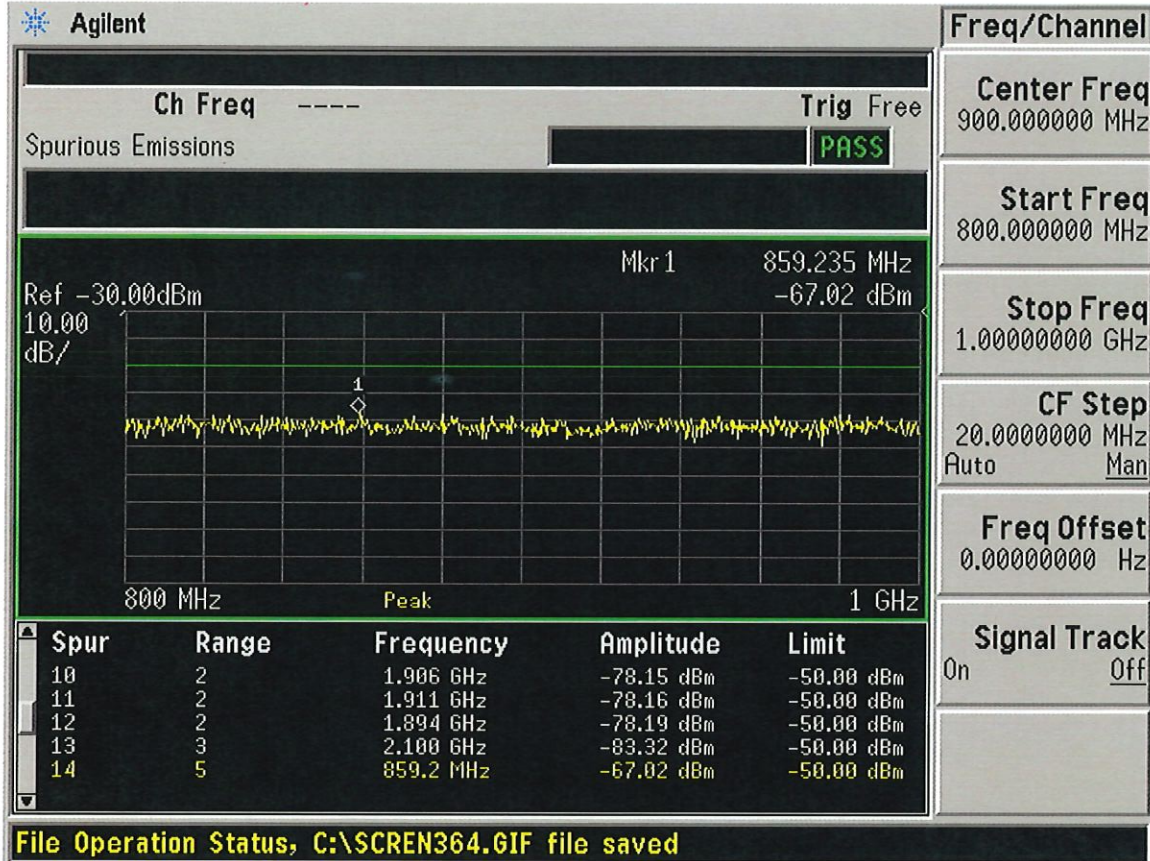 Agilent
Freq/Channel
Ch Freq ----
Trig Free
Spurious Emissions
PASS
Mkr1 859.235 MHz
Ref -30.00dBm
-67.02 dBm
10.00
dB/
1
800 MHz
Peak
1 GHz
Spur Range Frequency Amplitude Limit
10 2 1.906 GHz -78.15 dBm -50.00 dBm
11 2 1.911 GHz -78.16 dBm -50.00 dBm
12 2 1.894 GHz -78.19 dBm -50.00 dBm
13 3 2.100 GHz -83.32 dBm -50.00 dBm
14 5 859.2 MHz -67.02 dBm -50.00 dBm
File Operation Status, C:\SCREN364.GIF file saved
Center Freq
900.000000 MHz
Start Freq
800.000000 MHz
Stop Freq
1.00000000 GHz
CF Step
20.0000000 MHz
Auto Man
Freq Offset
0.00000000 Hz
Signal Track
On Off